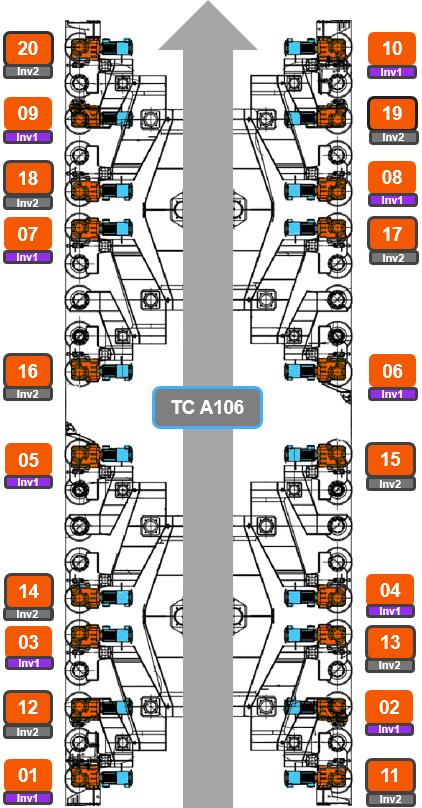 20
Inv2
10
Inv1
09
Inv1
19
Inv2
18
Inv2
08
Inv1
07
Inv1
17
Inv2
16
Inv2
06
Inv1
TC A106
05
Inv1
15
Inv2
14
Inv2
04
Inv1
03
Inv1
13
Inv2
12
Inv2
02
Inv1
01
Inv1
11
Inv2